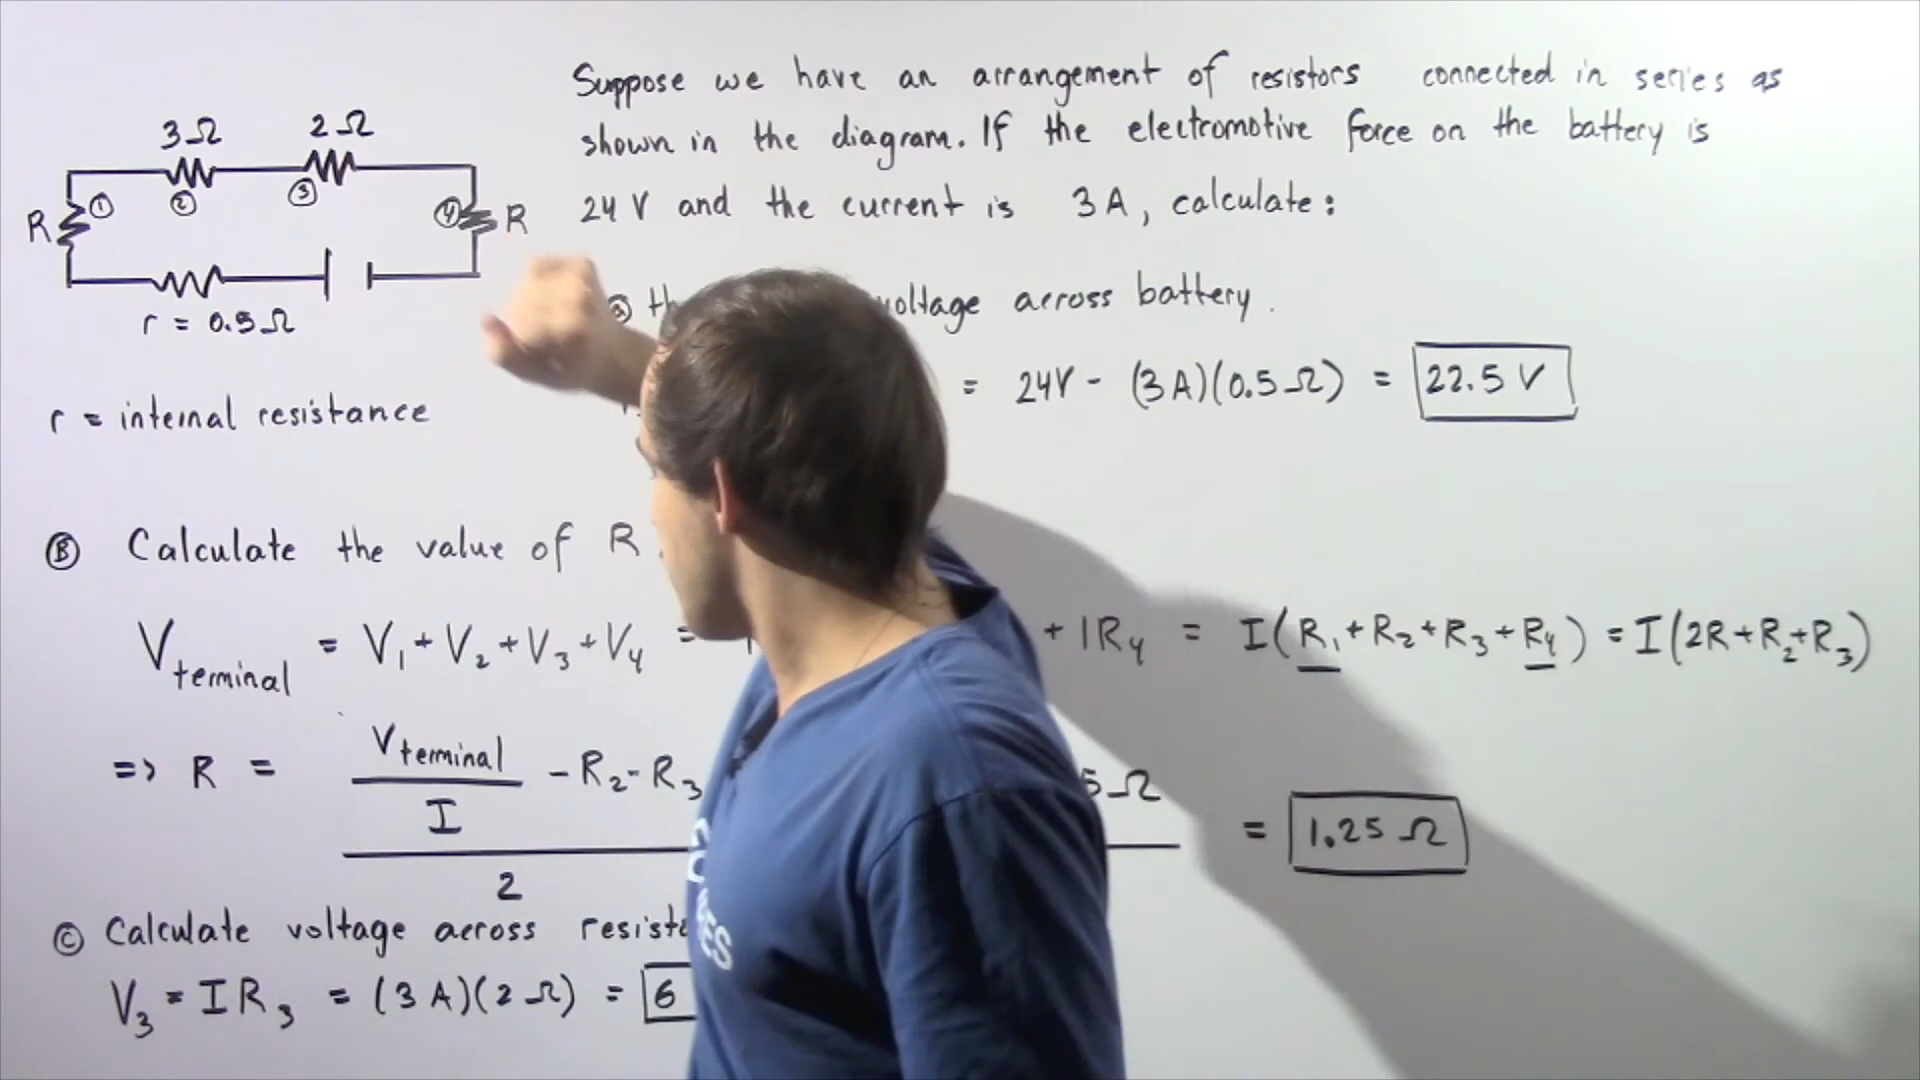 Suppose we have an arrangement of resistors connected in series as
shown in the diagram. If the electromotive force on the battery is
24 V and the current is 3 A, calculate:
3 Ω 2 Ω
① ② ③ ④
R R
r = 0.5 Ω
r = internal resistance
ⓐ voltage across battery.
= 24V - (3 A)(0.5 Ω) = 22.5 V
Ⓑ Calculate the value of R.
V terminal = V₁ + V₂ + V₃ + V₄ = + IR₄ = I(R₁ + R₂ + R₃ + R₄) = I(2R + R₂ + R₃)
=> R = V terminal / I - R₂ - R₃
2
5 Ω
= 1.25 Ω
Ⓒ Calculate voltage across
V₃ = I R₃ = (3 A)(2 Ω) = 6